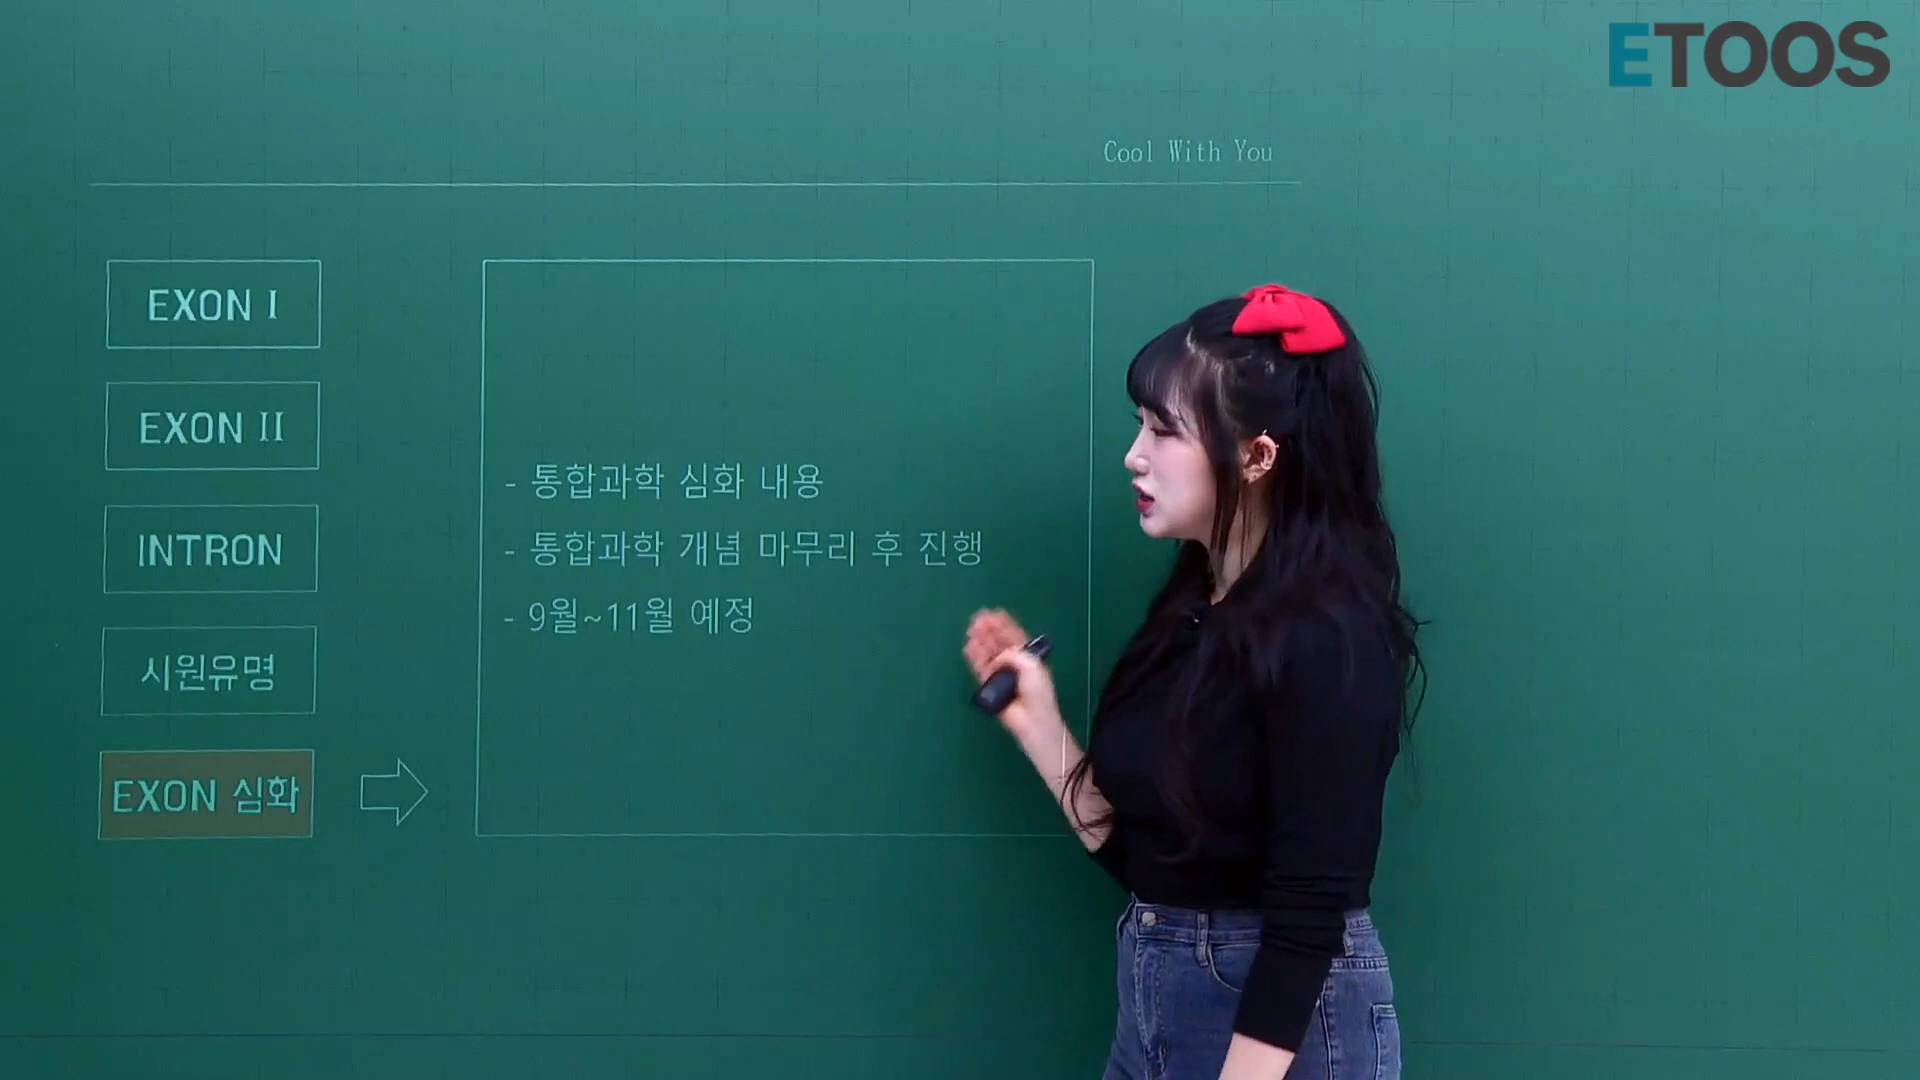 ETOOS
Cool With You
EXON I
EXON II
INTRON
시원유명
EXON 심화
- 통합과학 심화 내용
- 통합과학 개념 마무리 후 진행
- 9월~11월 예정